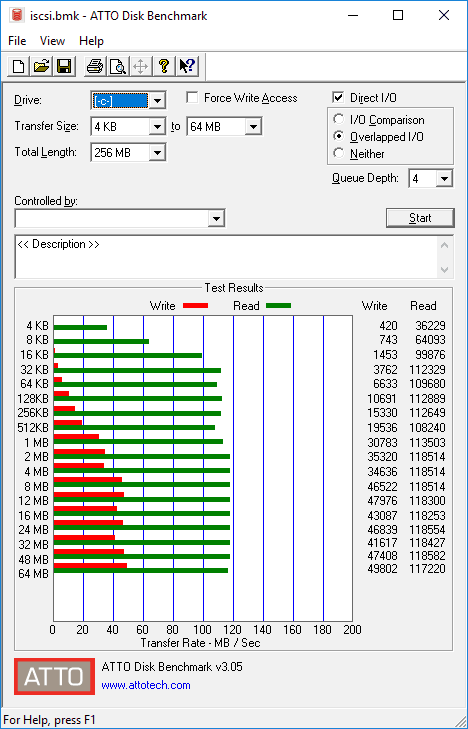 iscsi.bmk - ATTO Disk Benchmark
File View Help
Drive: [-c-] Force Write Access Direct I/O
Transfer Size: 4 KB to 64 MB I/O Comparison
Overlapped I/O
Total Length: 256 MB Neither
Queue Depth: 4
Controlled by:
Start
<< Description >>
Test Results
Write Read Write Read
4 KB 420 36229
8 KB 743 64093
16 KB 1453 99876
32 KB 3762 112329
64 KB 6633 109680
128KB 10691 112889
256KB 15330 112649
512KB 19536 108240
1 MB 30783 113503
2 MB 35320 118514
4 MB 34636 118514
8 MB 46522 118514
12 MB 47976 118300
16 MB 43087 118253
24 MB 46839 118554
32 MB 41617 118427
48 MB 47408 118582
64 MB 49802 117220
0 20 40 60 80 100 120 140 160 180 200
Transfer Rate - MB / Sec
ATTO
ATTO Disk Benchmark v3.05
www.attotech.com
For Help, press F1